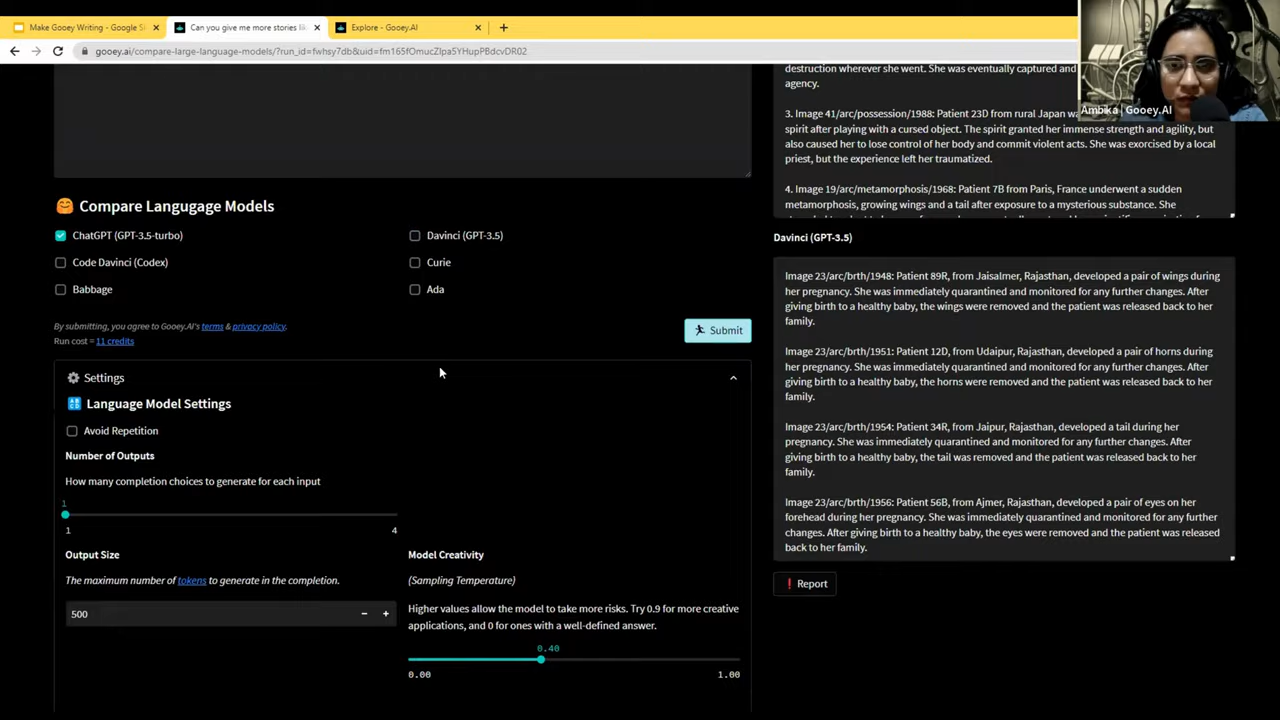 Make Gooey Writing - Google S
Can you give me more stories lik
Explore - Gooey.AI
gooey.ai/compare-large-language-models/?run_id=fwhsy7db&uid=fm165fOmucZIpa5YHupPBdcvDR02
Ambika | Gooey.AI
destruction wherever she went. She was eventually captured and
agency.
3. Image 41/arc/possession/1988: Patient 23D from rural Japan wa
spirit after playing with a cursed object. The spirit granted her immense strength and agility, but
also caused her to lose control of her body and commit violent acts. She was exorcised by a local
priest, but the experience left her traumatized.
4. Image 19/arc/metamorphosis/1968: Patient 7B from Paris, France underwent a sudden
metamorphosis, growing wings and a tail after exposure to a mysterious substance. She
Compare Langugage Models
ChatGPT (GPT-3.5-turbo)
Davinci (GPT-3.5)
Code Davinci (Codex)
Curie
Babbage
Ada
By submitting, you agree to Gooey.AI's terms & privacy policy.
Run cost = 11 credits
Submit
Settings
Language Model Settings
Avoid Repetition
Number of Outputs
How many completion choices to generate for each input
1
1 4
Output Size
The maximum number of tokens to generate in the completion.
500
Model Creativity
(Sampling Temperature)
Higher values allow the model to take more risks. Try 0.9 for more creative
applications, and 0 for ones with a well-defined answer.
0.40
0.00 1.00
Davinci (GPT-3.5)
Image 23/arc/brth/1948: Patient 89R, from Jaisalmer, Rajasthan, developed a pair of wings during
her pregnancy. She was immediately quarantined and monitored for any further changes. After
giving birth to a healthy baby, the wings were removed and the patient was released back to her
family.
Image 23/arc/brth/1951: Patient 12D, from Udaipur, Rajasthan, developed a pair of horns during
her pregnancy. She was immediately quarantined and monitored for any further changes. After
giving birth to a healthy baby, the horns were removed and the patient was released back to her
family.
Image 23/arc/brth/1954: Patient 34R, from Jaipur, Rajasthan, developed a tail during her
pregnancy. She was immediately quarantined and monitored for any further changes. After
giving birth to a healthy baby, the tail was removed and the patient was released back to her
family.
Image 23/arc/brth/1956: Patient 56B, from Ajmer, Rajasthan, developed a pair of eyes on her
forehead during her pregnancy. She was immediately quarantined and monitored for any further
changes. After giving birth to a healthy baby, the eyes were removed and the patient was released
back to her family.
Report